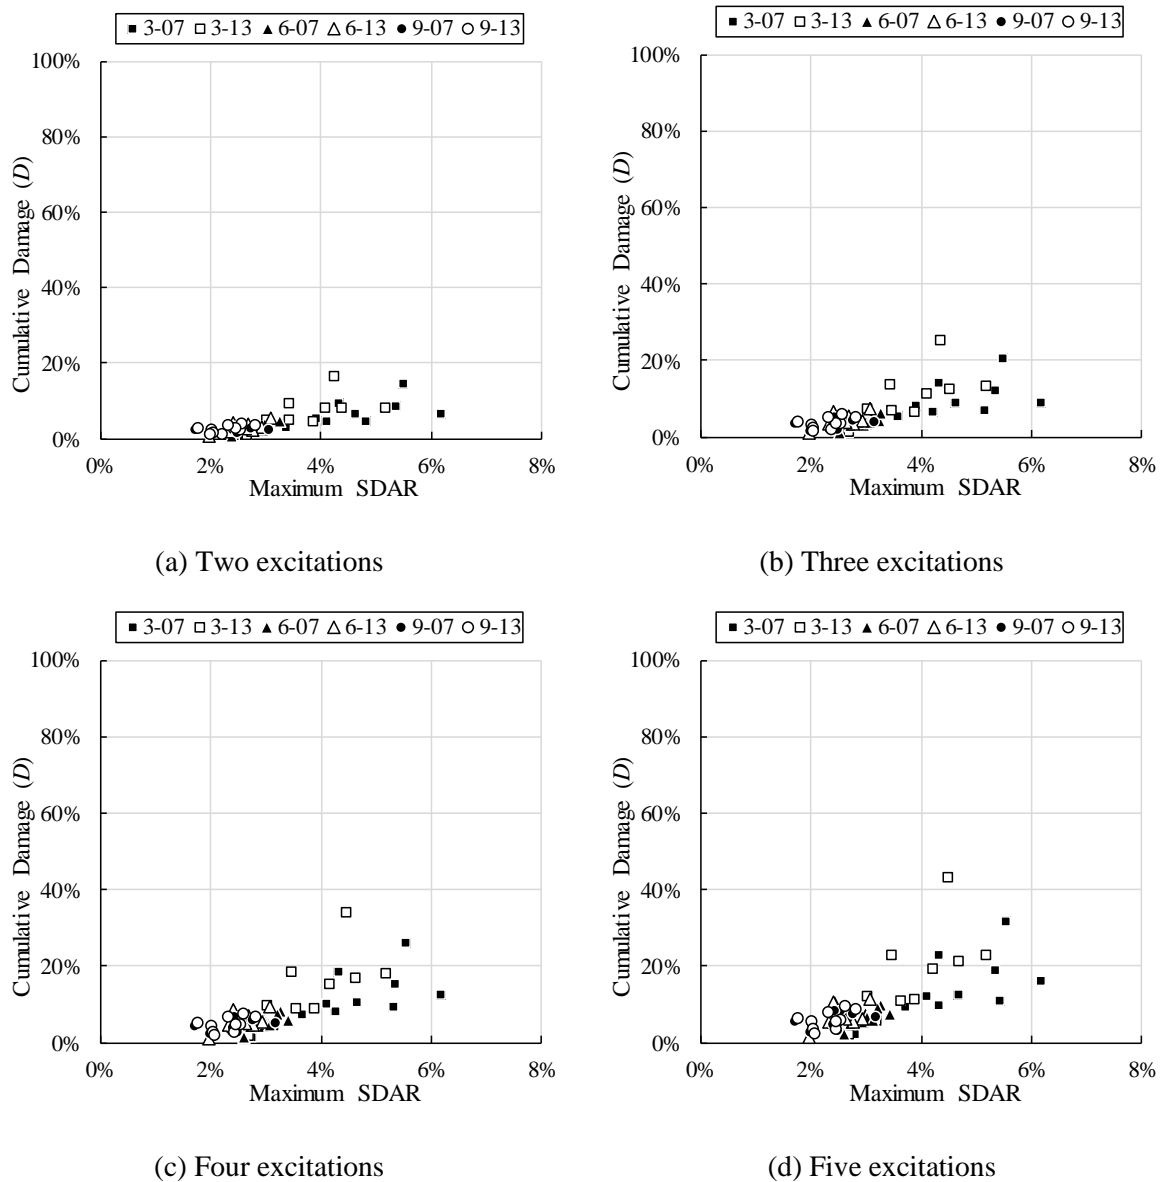 3-07 3-13 6-07 6-13 9-07 9-13
100%
80%
60%
40%
20%
0%
Cumulative Damage (D)
0% 2% 4% 6% 8%
Maximum SDAR
(a) Two excitations
3-07 3-13 6-07 6-13 9-07 9-13
100%
80%
60%
40%
20%
0%
Cumulative Damage (D)
0% 2% 4% 6% 8%
Maximum SDAR
(b) Three excitations
3-07 3-13 6-07 6-13 9-07 9-13
100%
80%
60%
40%
20%
0%
Cumulative Damage (D)
0% 2% 4% 6% 8%
Maximum SDAR
(c) Four excitations
3-07 3-13 6-07 6-13 9-07 9-13
100%
80%
60%
40%
20%
0%
Cumulative Damage (D)
0% 2% 4% 6% 8%
Maximum SDAR
(d) Five excitations